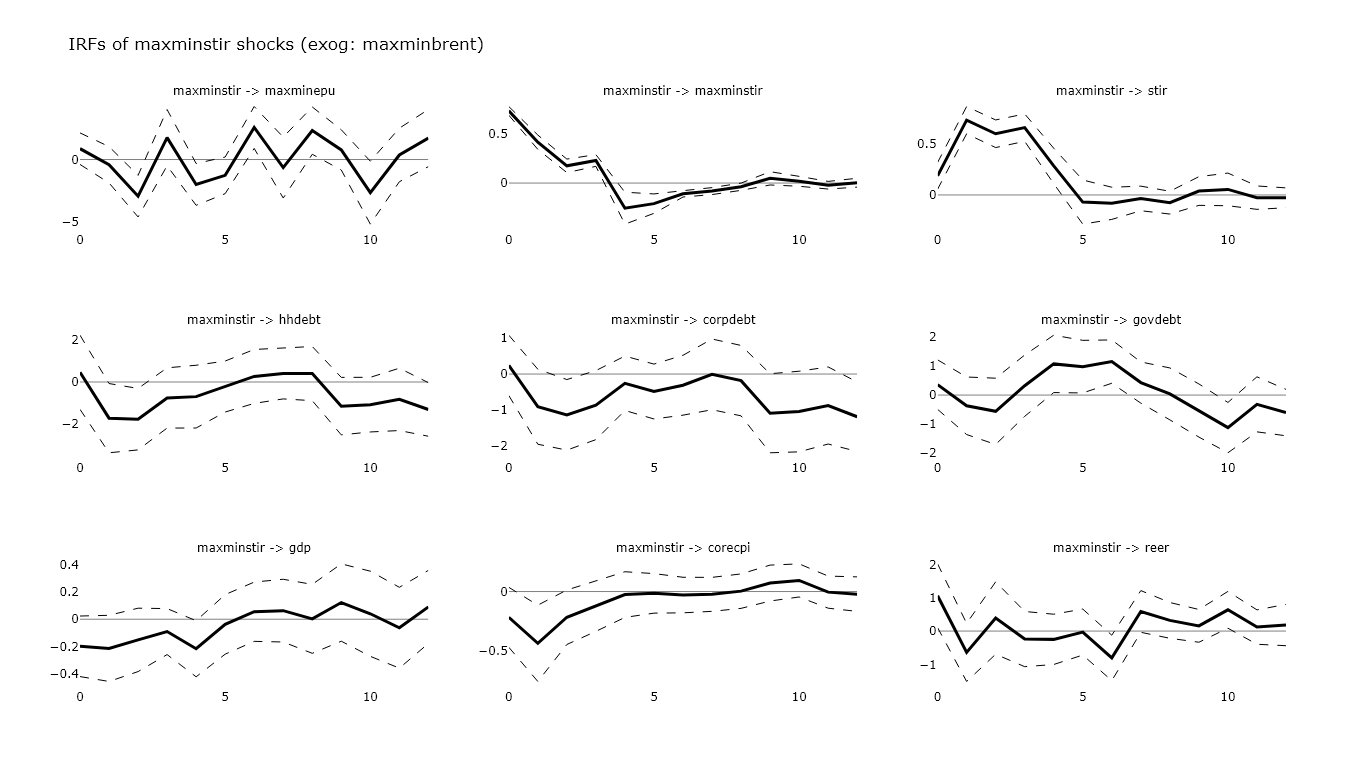 IRFs of maxminstir shocks (exog: maxminbrent)
maxminstir -> maxminepu
0
−5
0 5 10
maxminstir -> maxminstir
0.5
0
0 5 10
maxminstir -> stir
0.5
0
0 5 10
maxminstir -> hhdebt
2
0
−2
0 5 10
maxminstir -> corpdebt
1
0
−1
−2
0 5 10
maxminstir -> govdebt
2
1
0
−1
−2
0 5 10
maxminstir -> gdp
0.4
0.2
0
−0.2
−0.4
0 5 10
maxminstir -> corecpi
0
−0.5
0 5 10
maxminstir -> reer
2
1
0
−1
0 5 10